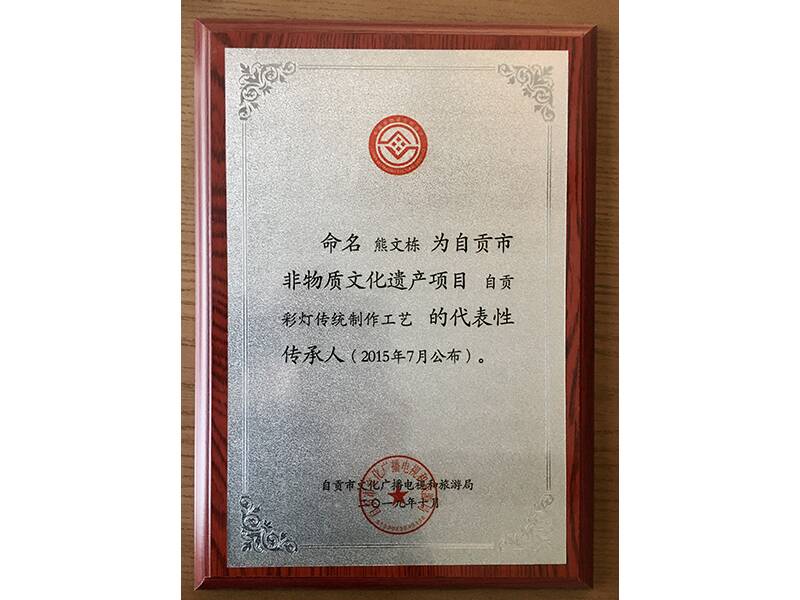 命名 熊文栋 为自贡市
非物质文化遗产项目 自贡
彩灯传统制作工艺 的代表性
传承人（2015年7月公布）。
自贡市文化广播电视和旅游局
二〇一九年十月